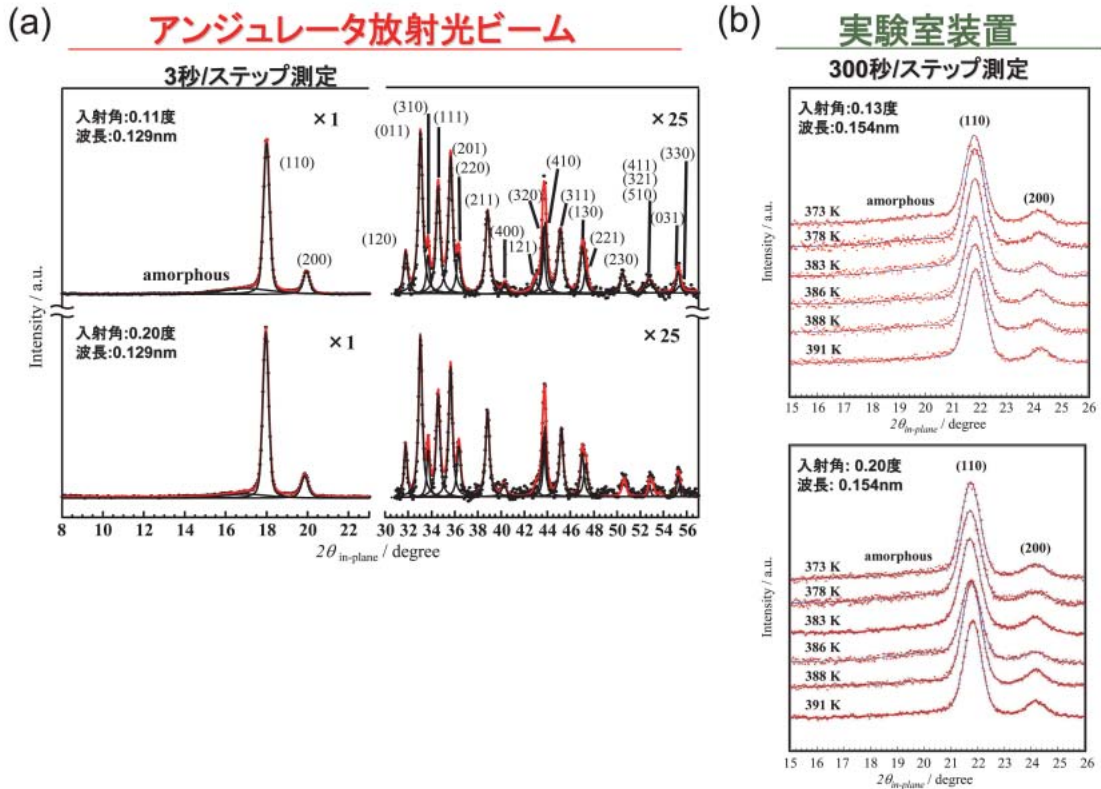 (a)
アンジュレータ放射光ビーム
3秒/ステップ測定
入射角:0.11度
波長:0.129nm
×1
(110)
amorphous
(200)
×25
(310)
(111)
(011)
(201)
(220)
(410)
(411)
(321)
(510)
(330)
(211)
(320)
(311)
(130)
(031)
(120)
(400)
(121)
(221)
(230)
入射角:0.20度
波長:0.129nm
×1
×25
Intensity / a.u.
8 10 12 14 16 18 20 22
30 32 34 36 38 40 42 44 46 48 50 52 54 56
2θ in-plane / degree
(b)
実験室装置
300秒/ステップ測定
入射角:0.13度
波長:0.154nm
(110)
amorphous
(200)
373 K
378 K
383 K
386 K
388 K
391 K
Intensity / a.u.
15 16 17 18 19 20 21 22 23 24 25 26
2θin-plane / degree
入射角: 0.20度
波長: 0.154nm
(110)
amorphous
(200)
373 K
378 K
383 K
386 K
388 K
391 K
Intensity / a.u.
15 16 17 18 19 20 21 22 23 24 25 26
2θin-plane / degree